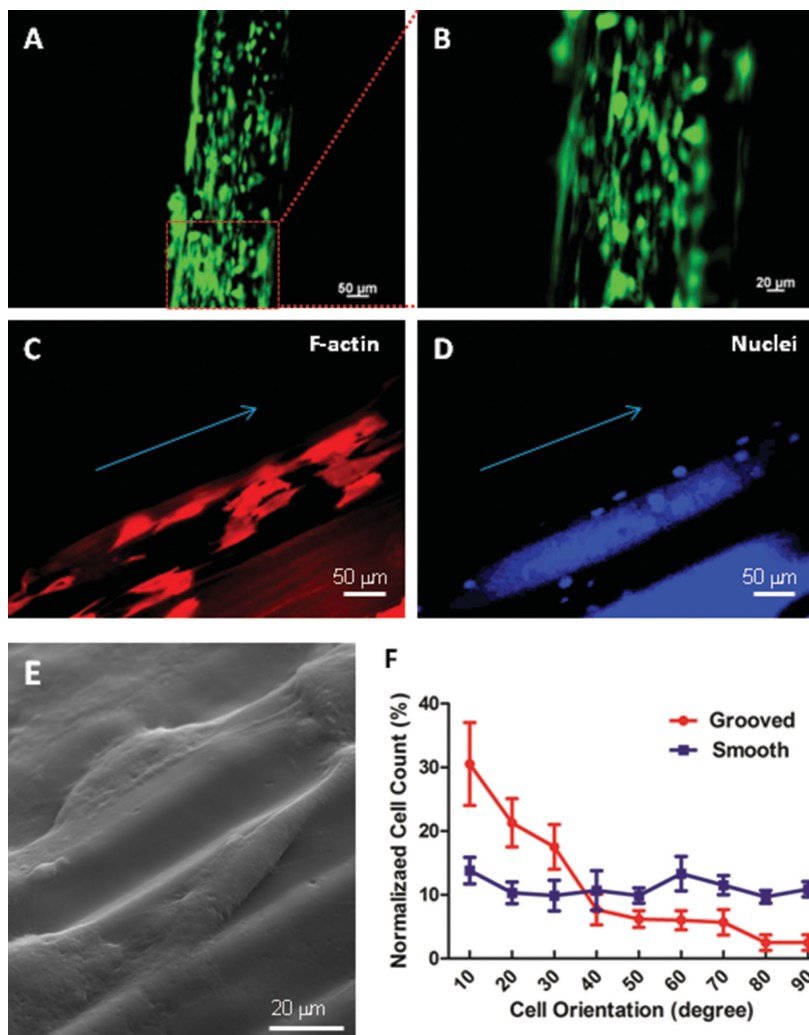 A
50 µm
B
20 µm
C
F-actin
50 µm
D
Nuclei
50 µm
E
20 µm
F
Normalizaed Cell Count (%)
40
30
20
10
0
Grooved
Smooth
10 20 30 40 50 60 70 80 90
Cell Orientation (degree)